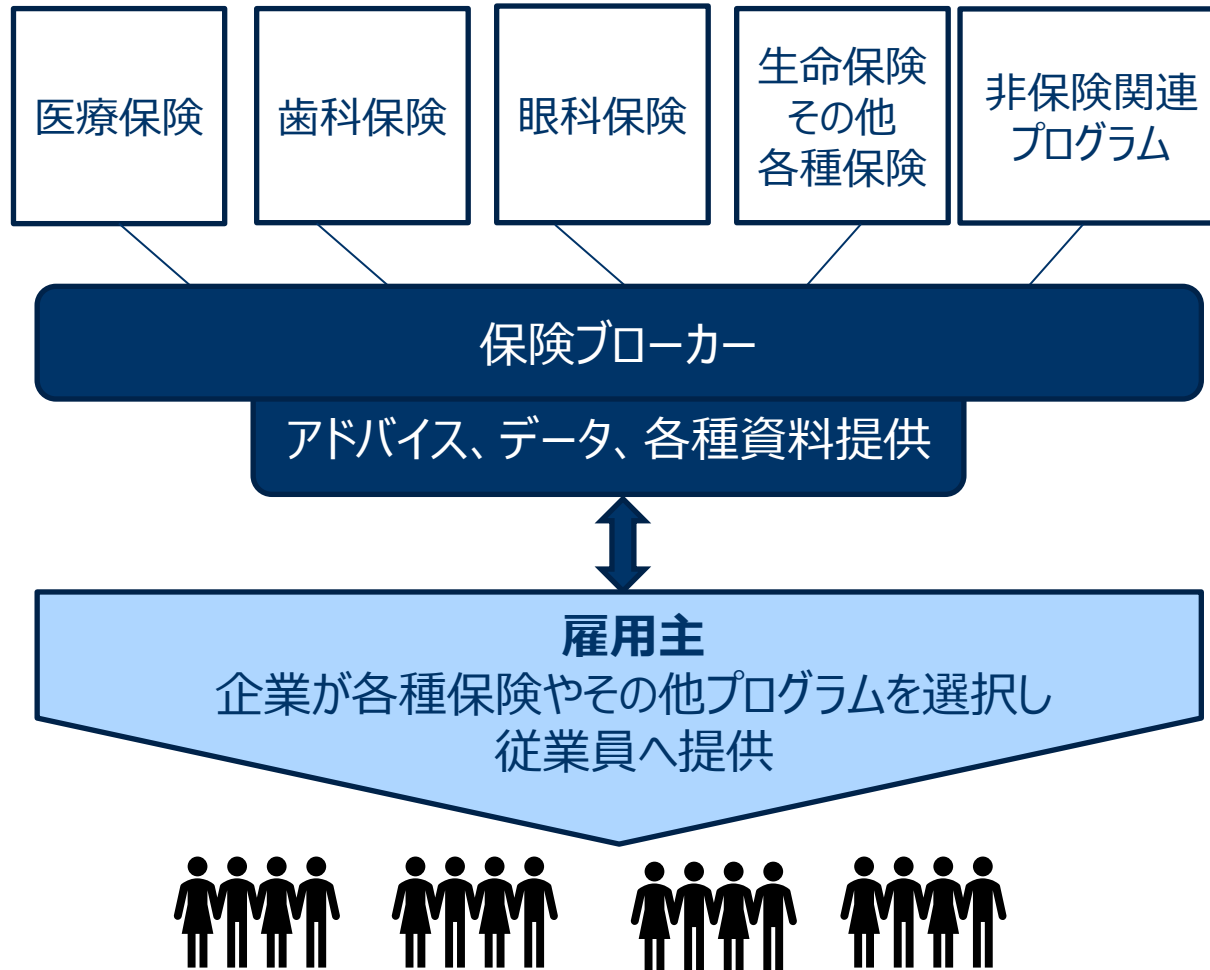 医療保険
歯科保険
眼科保険
生命保険
その他
各種保険
非保険関連
プログラム
保険ブローカー
アドバイス、データ、各種資料提供
雇用主
企業が各種保険やその他プログラムを選択し
従業員へ提供